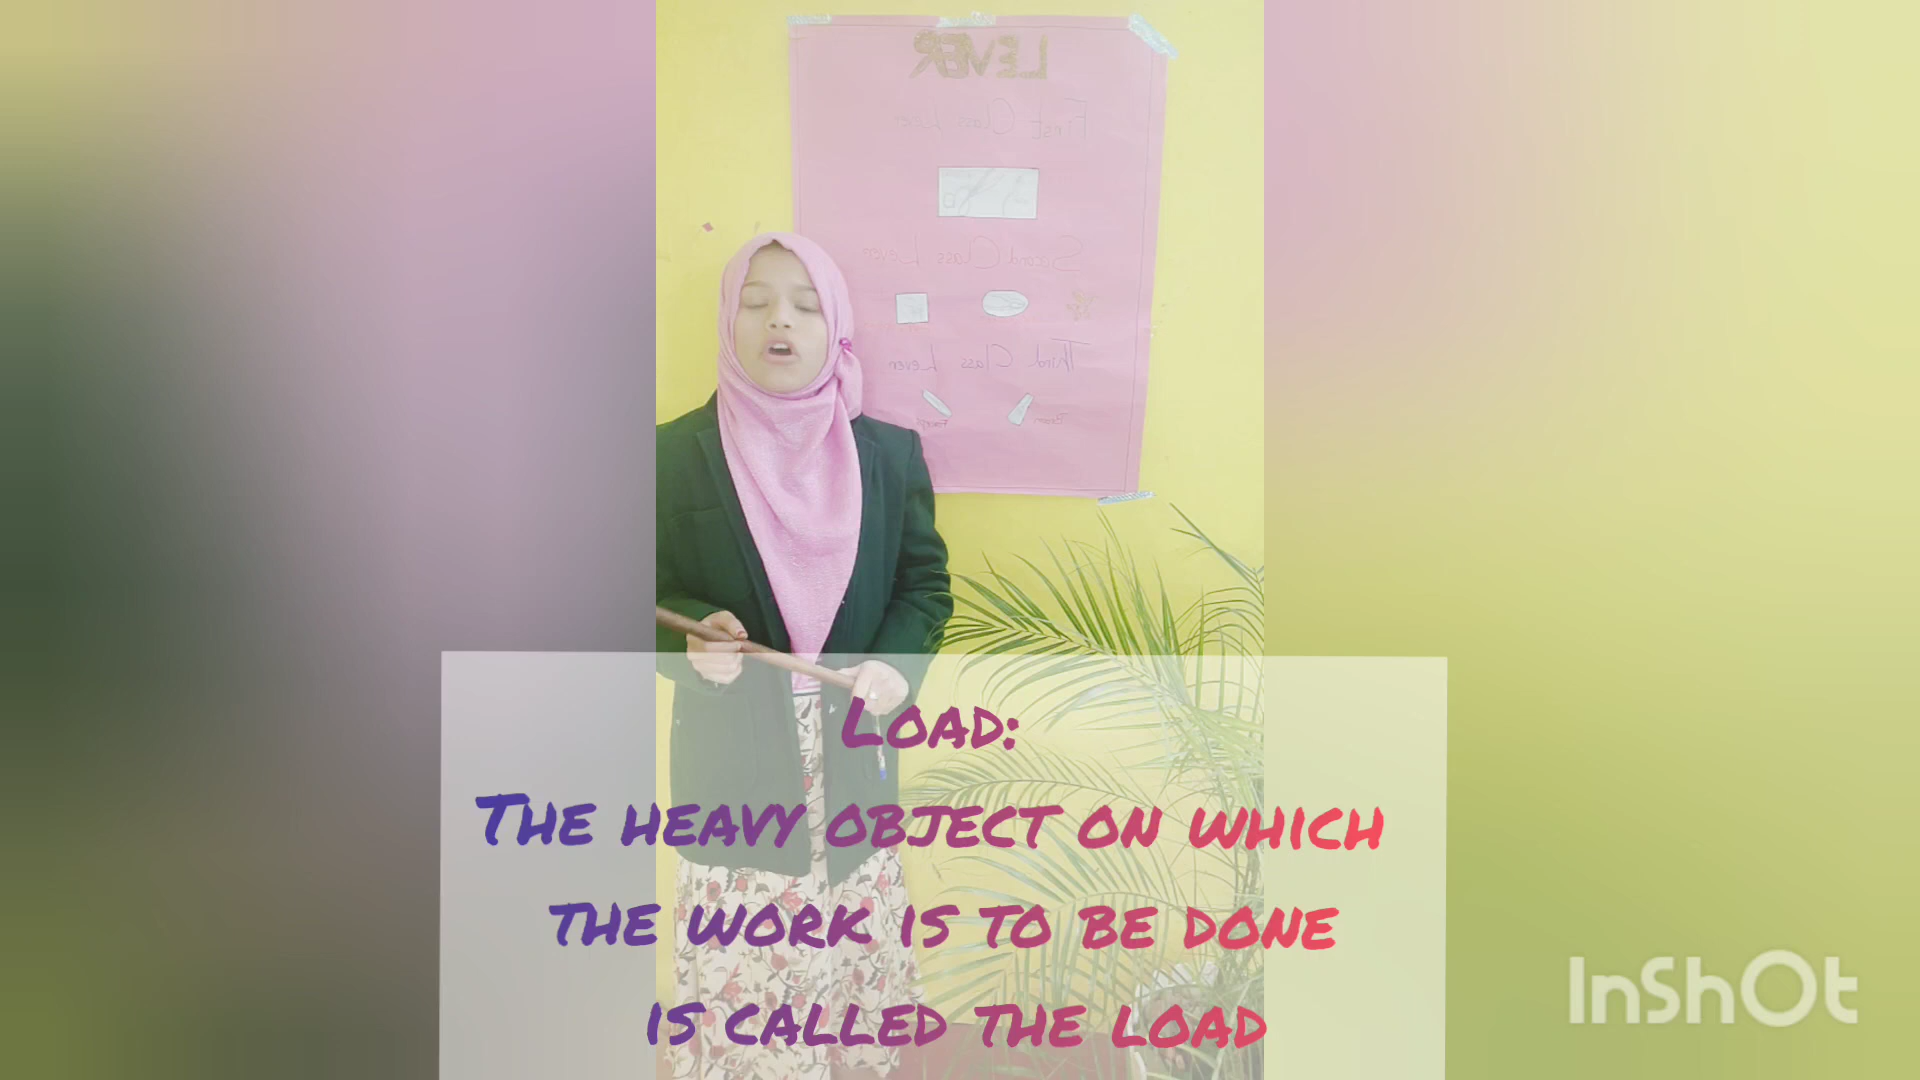 LEVER
First Class Lever
Second Class Lever
Third Class Lever
Load:
The heavy object on which
the work is to be done
is called the load
InShOt